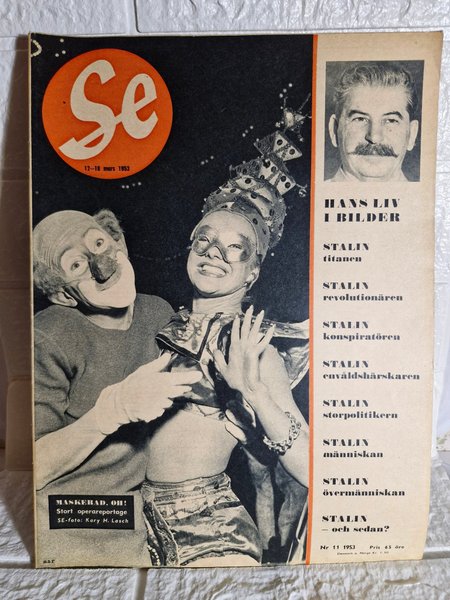 Se
12–18 mars 1953
HANS LIV
I BILDER
STALIN
titanen
STALIN
revolutionären
STALIN
konspiratören
STALIN
enväldshärskaren
STALIN
storpolitikern
STALIN
människan
STALIN
övermänniskan
STALIN
– och sedan?
Nr 11 1953 Pris 65 öre
MASKERAD, OH!
Stort operareportage
SE-foto: Kary H. Lasch